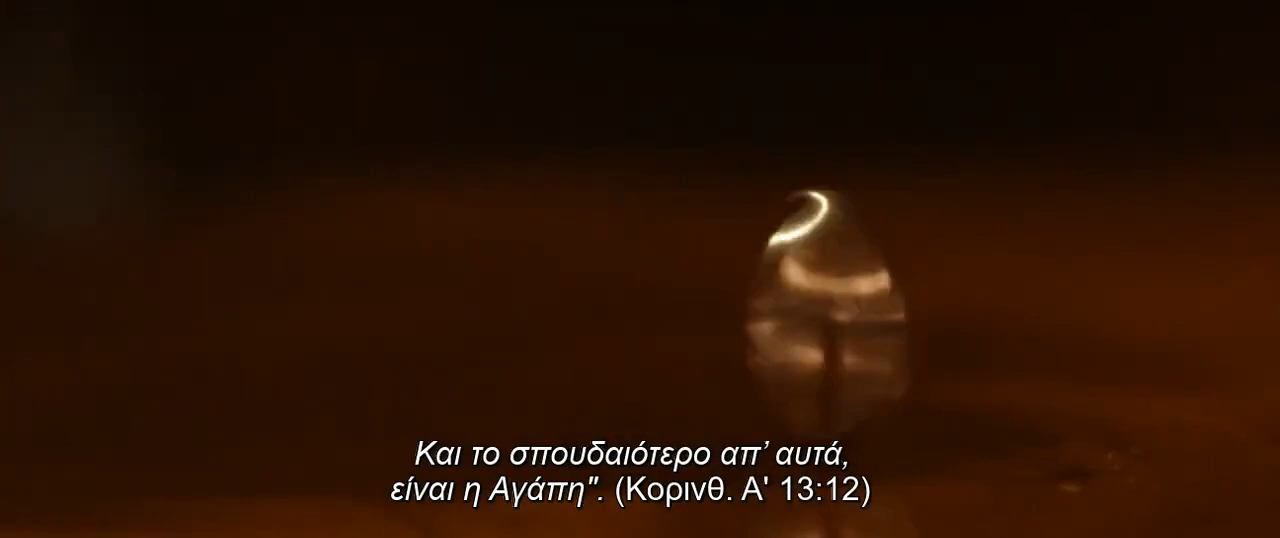 Και το σπουδαιότερο απ’ αυτά,
είναι η Αγάπη". (Κορινθ. Α' 13:12)